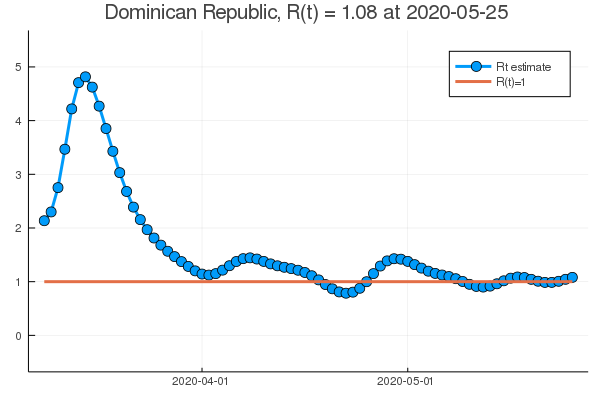 Dominican Republic, R(t) = 1.08 at 2020-05-25
Rt estimate
R(t)=1
5
4
3
2
1
0
2020-04-01
2020-05-01